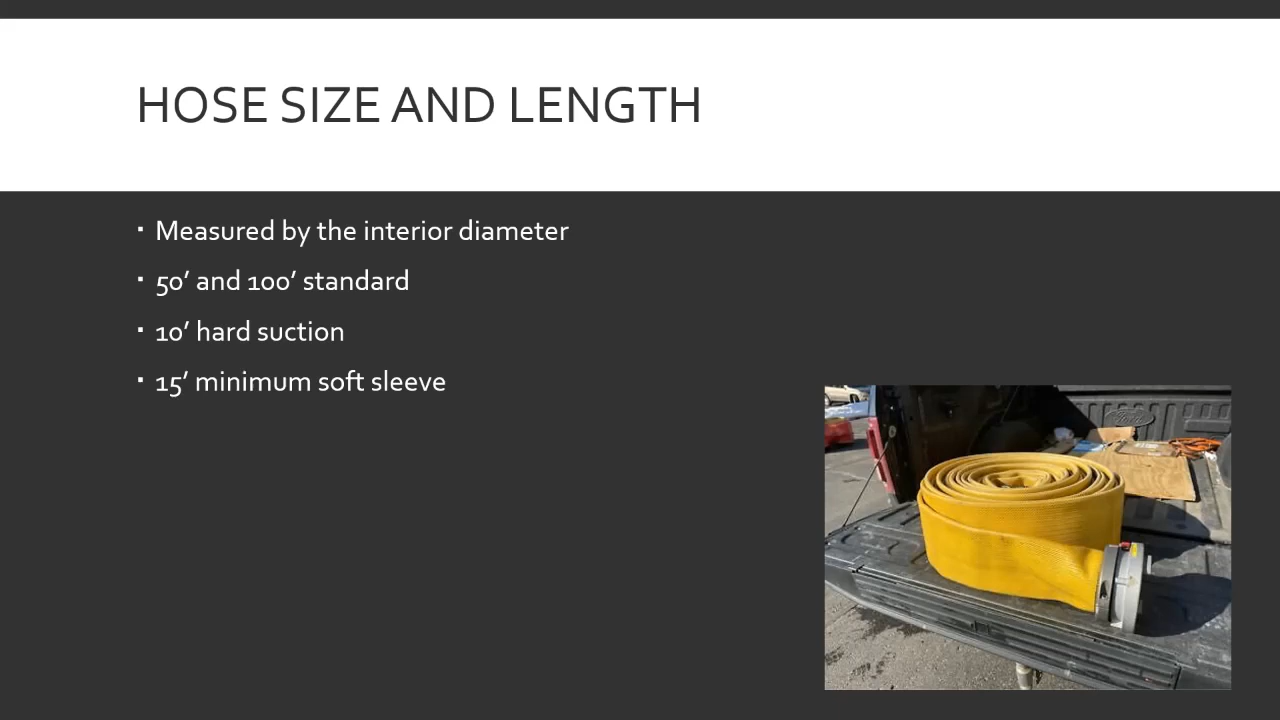 HOSE SIZE AND LENGTH
▪ Measured by the interior diameter
▪ 50’ and 100’ standard
▪ 10’ hard suction
▪ 15’ minimum soft sleeve
Ford